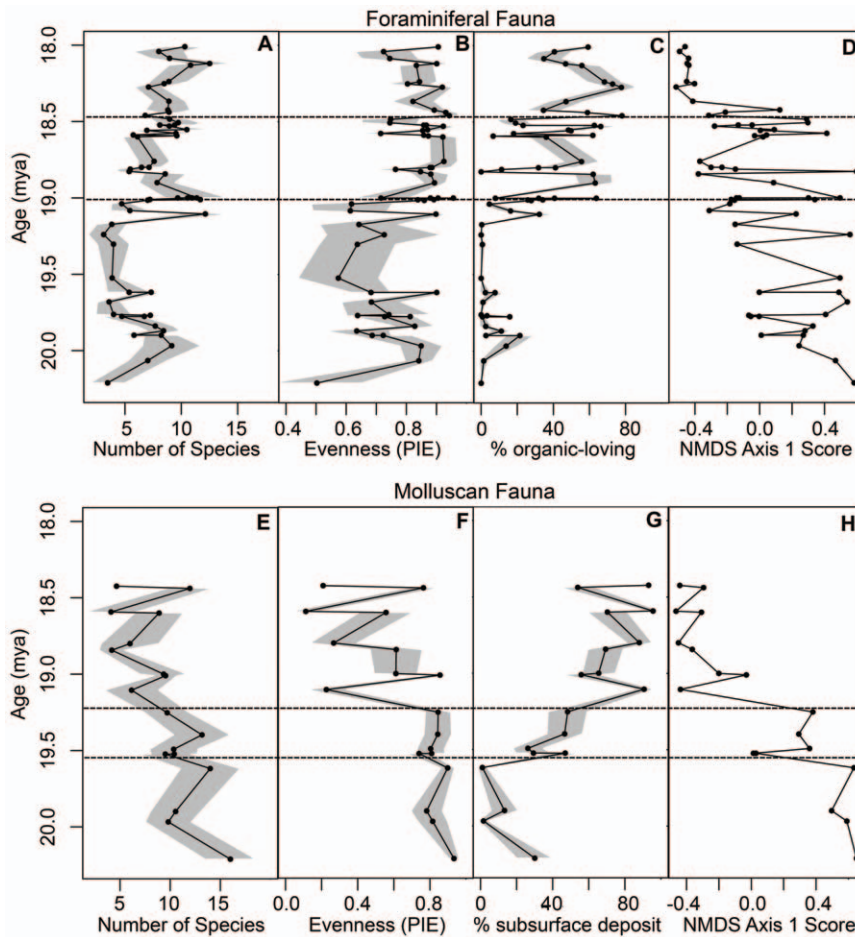 Foraminiferal Fauna
A B C D
Age (mya)
18.0
18.5
19.0
19.5
20.0
5 10 15
0.4 0.6 0.8
0 40 80
-0.4 0.0 0.4
Number of Species
Evenness (PIE)
% organic-loving
NMDS Axis 1 Score
Molluscan Fauna
E F G H
Age (mya)
18.0
18.5
19.0
19.5
20.0
5 10 15
0.0 0.4 0.8
0 40 80
-0.4 0.0 0.4
Number of Species
Evenness (PIE)
% subsurface deposit
NMDS Axis 1 Score